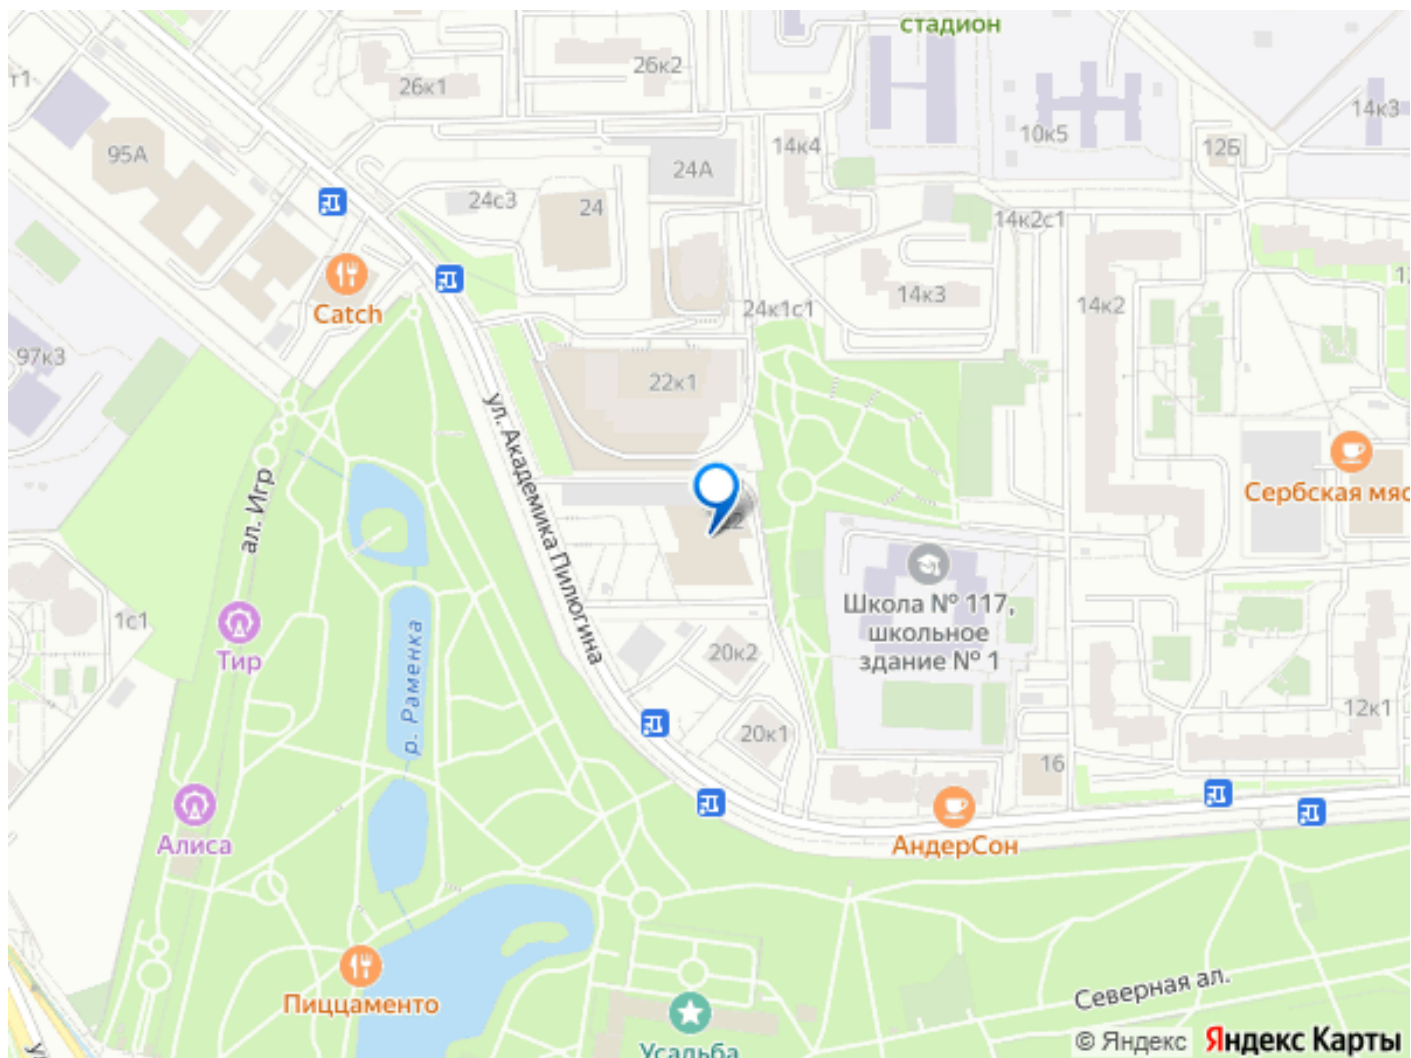 стадион
26к2
26к1
т1
14к3
10к5
14к4
12Б
95А
24А
24с3
24
14к2с1
Catch
14к3
24к1с1
14к2
97к3
22к1
ул. Академика Пилюгина
ал. Игр
Сербская мяс
Школа № 117,
школьное
здание № 1
1с1
Тир
р. Раменка
20к2
12к1
20к1
16
Алиса
АндерСон
Северная ал.
Пиццаменто
Усадьба
© Яндекс Яндекс Карты